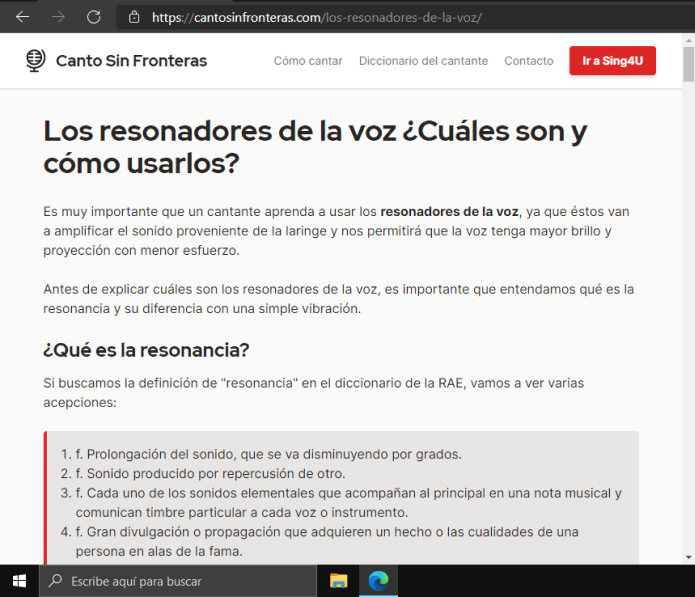 https://cantosinfronteras.com/los-resonadores-de-la-voz/
Canto Sin Fronteras
Cómo cantar
Diccionario del cantante
Contacto
Ir a Sing4U
Los resonadores de la voz ¿Cuáles son y
cómo usarlos?
Es muy importante que un cantante aprenda a usar los resonadores de la voz, ya que éstos van
a amplificar el sonido proveniente de la laringe y nos permitirá que la voz tenga mayor brillo y
proyección con menor esfuerzo.
Antes de explicar cuáles son los resonadores de la voz, es importante que entendamos qué es la
resonancia y su diferencia con una simple vibración.
¿Qué es la resonancia?
Si buscamos la definición de "resonancia" en el diccionario de la RAE, vamos a ver varias
acepciones:
1. f. Prolongación del sonido, que se va disminuyendo por grados.
2. f. Sonido producido por repercusión de otro.
3. f. Cada uno de los sonidos elementales que acompañan al principal en una nota musical y
comunican timbre particular a cada voz o instrumento.
4. f. Gran divulgación o propagación que adquieren un hecho o las cualidades de una
persona en alas de la fama.
Escribe aquí para buscar